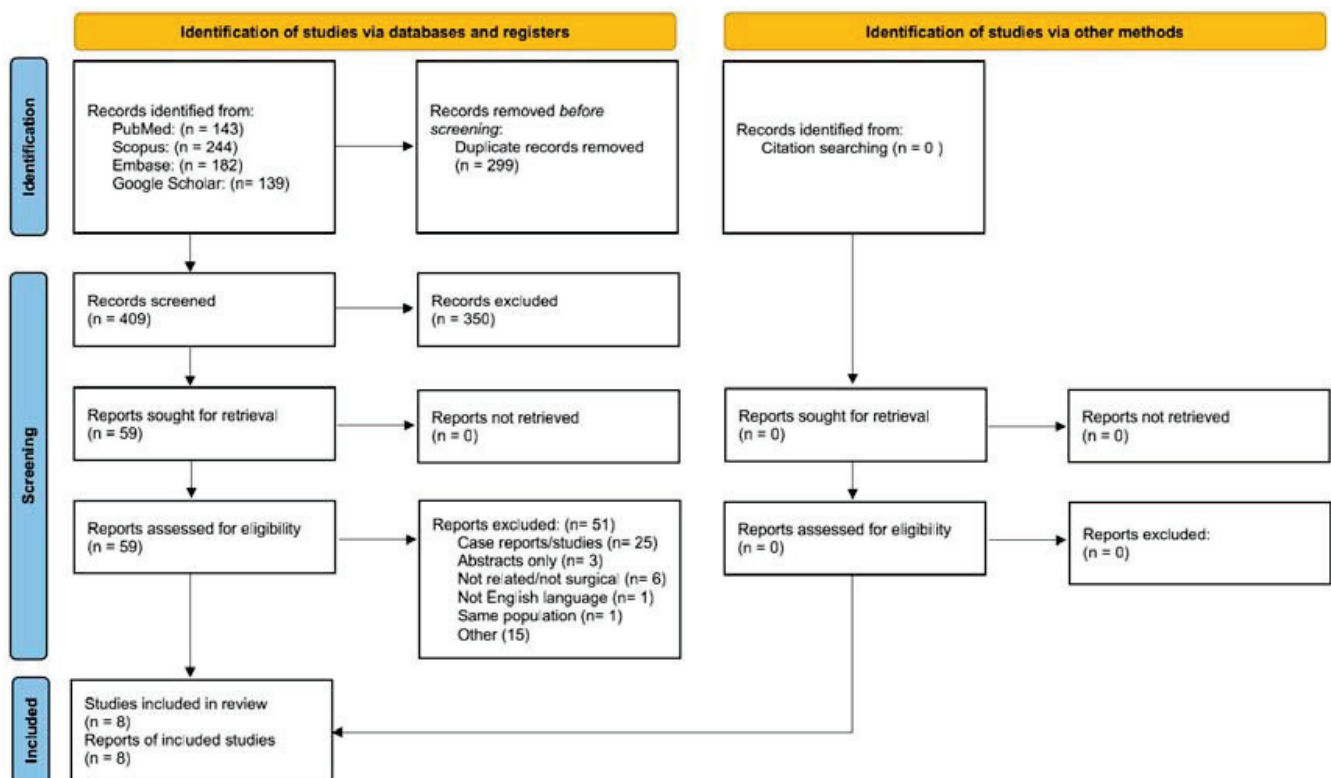 Identification of studies via databases and registers
Identification of studies via other methods
Identification
Records identified from:
PubMed: (n = 143)
Scopus: (n = 244)
Embase: (n = 182)
Google Scholar: (n= 139)
Records removed before
screening:
Duplicate records removed
(n = 299)
Records identified from:
Citation searching (n = 0 )
Screening
Records screened
(n = 409)
Records excluded
(n = 350)
Reports sought for retrieval
(n = 59)
Reports not retrieved
(n = 0)
Reports sought for retrieval
(n = 0)
Reports not retrieved
(n = 0)
Reports assessed for eligibility
(n = 59)
Reports excluded: (n= 51)
Case reports/studies (n= 25)
Abstracts only (n= 3)
Not related/not surgical (n= 6)
Not English language (n= 1)
Same population (n= 1)
Other (15)
Reports assessed for eligibility
(n = 0)
Reports excluded:
(n = 0)
Included
Studies included in review
(n = 8)
Reports of included studies
(n = 8)